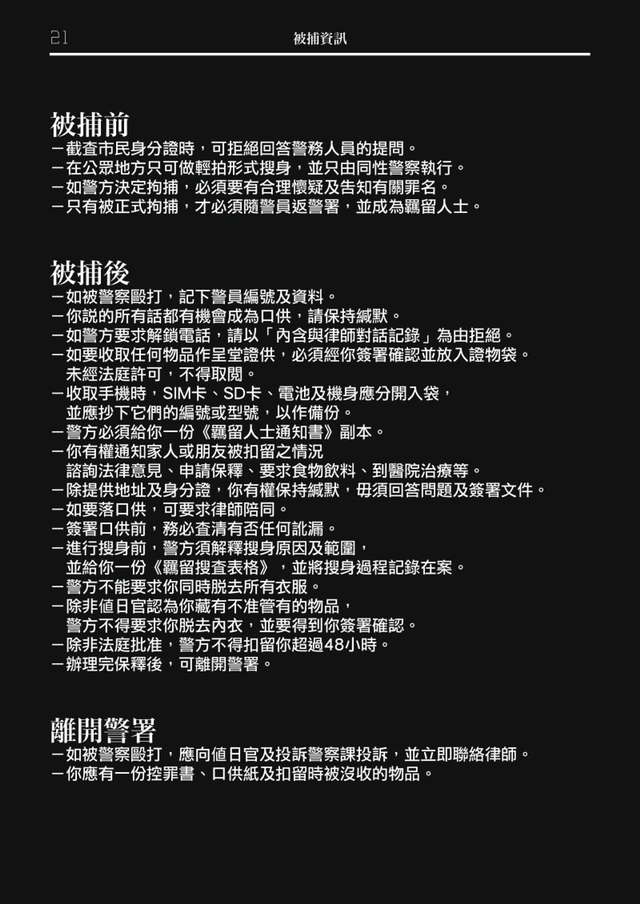 21
被捕資訊
被捕前
－截查市民身分證時，可拒絕回答警務人員的提問。
－在公眾地方只可做輕拍形式搜身，並只由同性警察執行。
－如警方決定拘捕，必須要有合理懷疑及告知有關罪名。
－只有被正式拘捕，才必須隨警員返警署，並成為羈留人士。
被捕後
－如被警察毆打，記下警員編號及資料。
－你說的所有話都有機會成為口供，請保持緘默。
－如警方要求解鎖電話，請以「內含與律師對話記錄」為由拒絕。
－如要收取任何物品作呈堂證供，必須經你簽署確認並放入證物袋。
未經法庭許可，不得取閱。
－收取手機時，SIM卡、SD卡、電池及機身應分開入袋，
並應抄下它們的編號或型號，以作備份。
－警方必須給你一份《羈留人士通知書》副本。
－你有權通知家人或朋友被扣留之情況
諮詢法律意見、申請保釋、要求食物飲料、到醫院治療等。
－除提供地址及身分證，你有權保持緘默，毋須回答問題及簽署文件。
－如要落口供，可要求律師陪同。
－簽署口供前，務必查清有否任何訛漏。
－進行搜身前，警方須解釋搜身原因及範圍，
並給你一份《羈留搜查表格》，並將搜身過程記錄在案。
－警方不能要求你同時脫去所有衣服。
－除非值日官認為你藏有不准管有的物品，
警方不得要求你脫去內衣，並要得到你簽署確認。
－除非法庭批准，警方不得扣留你超過48小時。
－辦理完保釋後，可離開警署。
離開警署
－如被警察毆打，應向值日官及投訴警察課投訴，並立即聯絡律師。
－你應有一份控罪書、口供紙及扣留時被沒收的物品。